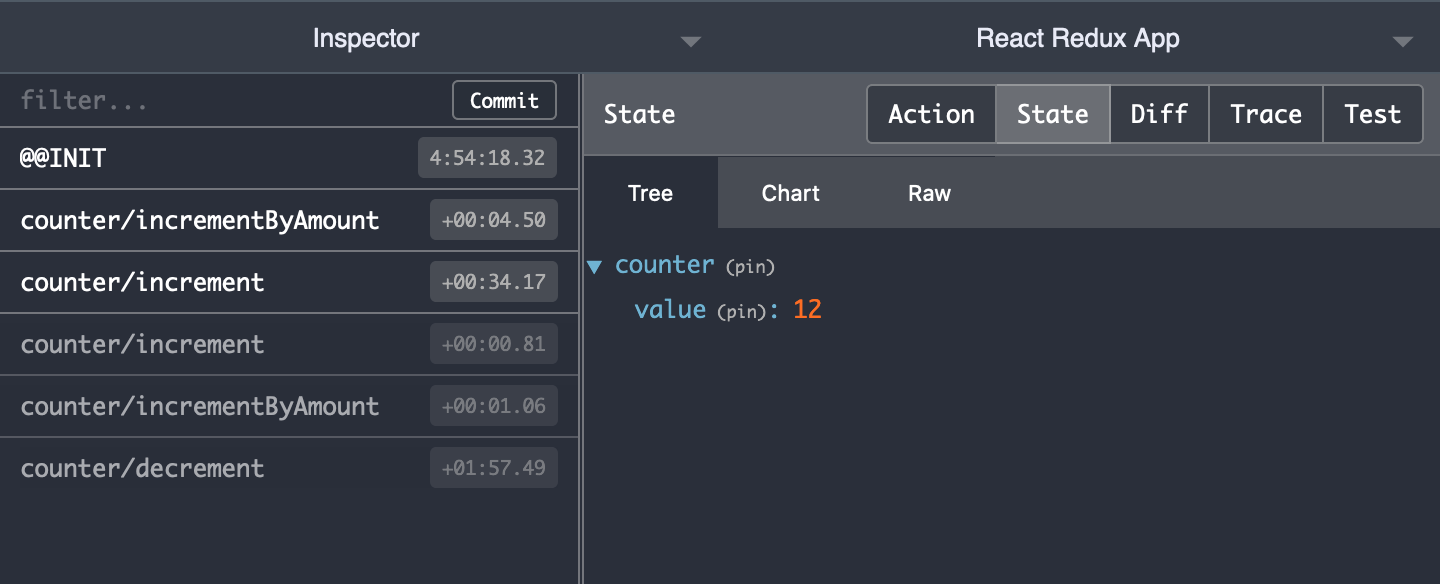 Inspector
React Redux App
filter...
Commit
@@INIT
4:54:18.32
counter/incrementByAmount
+00:04.50
counter/increment
+00:34.17
counter/increment
+00:00.81
counter/incrementByAmount
+00:01.06
counter/decrement
+01:57.49
State
Action
State
Diff
Trace
Test
Tree
Chart
Raw
counter (pin)
value (pin): 12